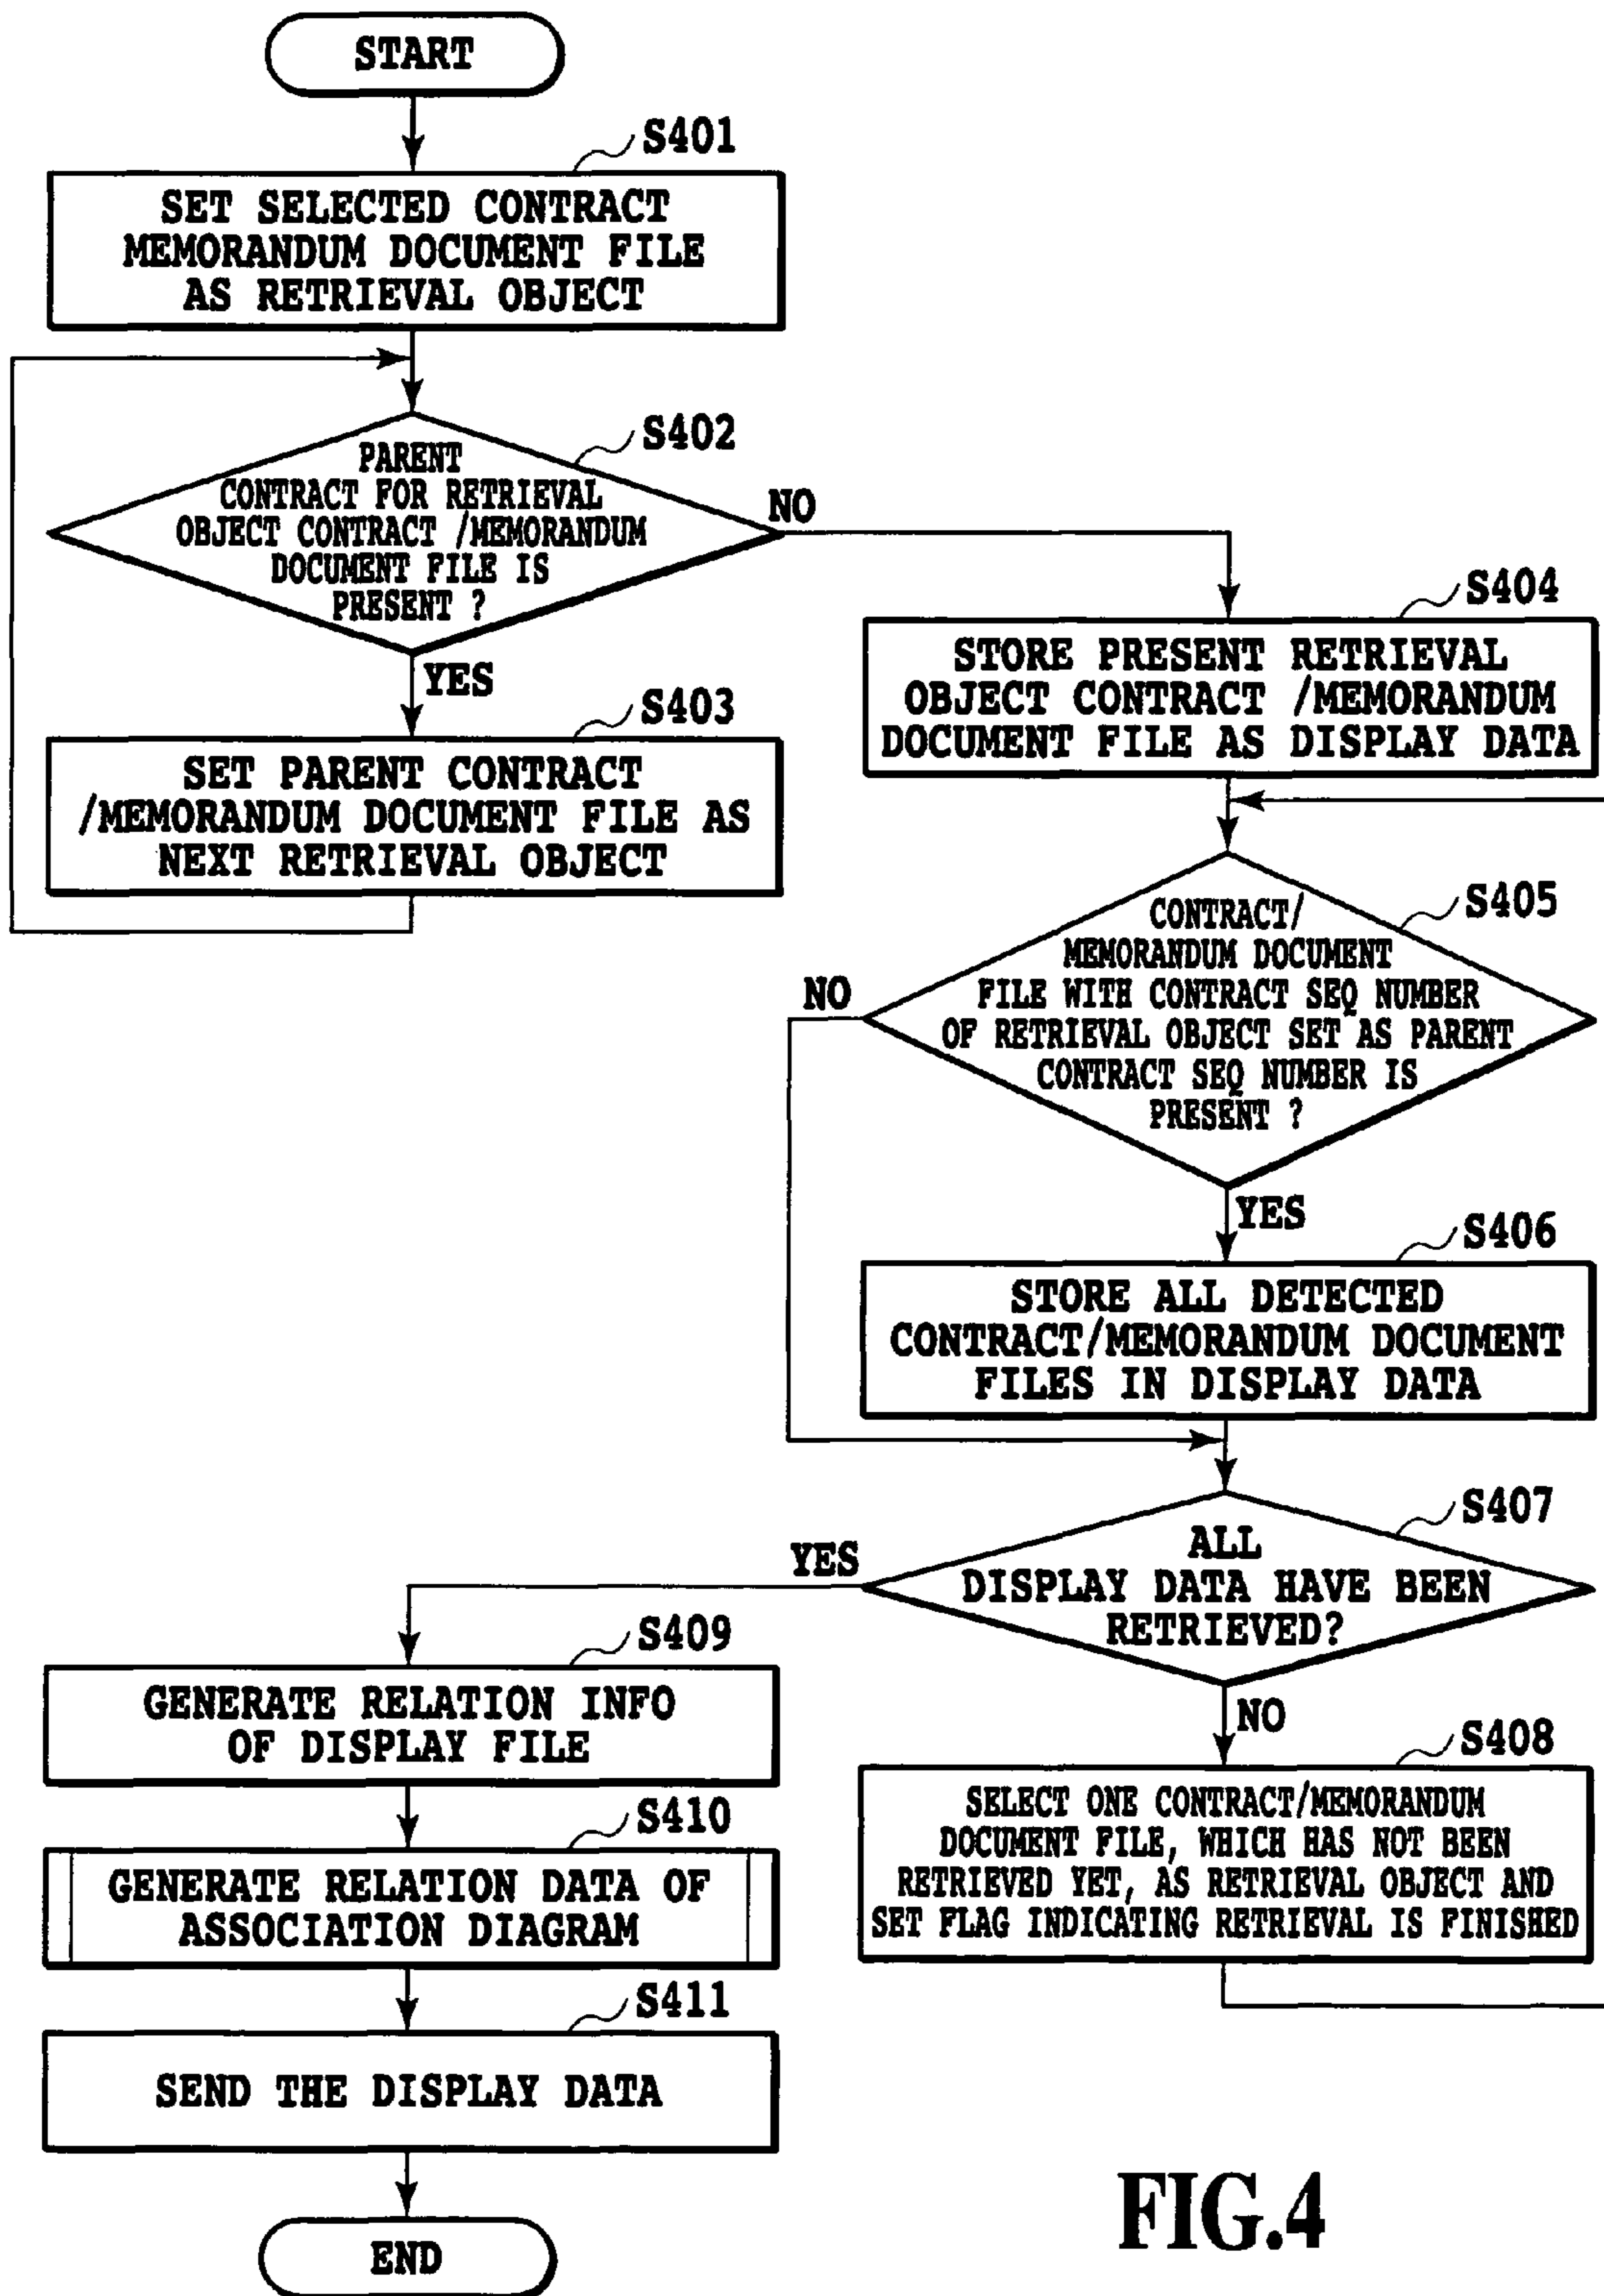 START
S401
SET SELECTED CONTRACT
MEMORANDUM DOCUMENT FILE
AS RETRIEVAL OBJECT
S402
PARENT
CONTRACT FOR RETRIEVAL
OBJECT CONTRACT /MEMORANDUM
DOCUMENT FILE IS
PRESENT ?
NO
YES
S403
SET PARENT CONTRACT
/MEMORANDUM DOCUMENT FILE AS
NEXT RETRIEVAL OBJECT
S404
STORE PRESENT RETRIEVAL
OBJECT CONTRACT /MEMORANDUM
DOCUMENT FILE AS DISPLAY DATA
S405
CONTRACT/
MEMORANDUM DOCUMENT
FILE WITH CONTRACT SEQ NUMBER
OF RETRIEVAL OBJECT SET AS PARENT
CONTRACT SEQ NUMBER IS
PRESENT ?
NO
YES
S406
STORE ALL DETECTED
CONTRACT/MEMORANDUM DOCUMENT
FILES IN DISPLAY DATA
S407
ALL
DISPLAY DATA HAVE BEEN
RETRIEVED?
YES
NO
S408
SELECT ONE CONTRACT/MEMORANDUM
DOCUMENT FILE, WHICH HAS NOT BEEN
RETRIEVED YET, AS RETRIEVAL OBJECT AND
SET FLAG INDICATING RETRIEVAL IS FINISHED
S409
GENERATE RELATION INFO
OF DISPLAY FILE
S410
GENERATE RELATION DATA OF
ASSOCIATION DIAGRAM
S411
SEND THE DISPLAY DATA
END
FIG.4